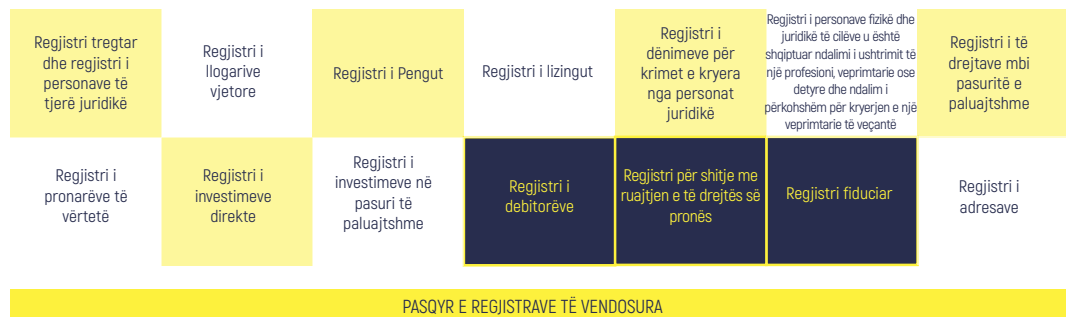 Regjistri tregtar
dhe regjistri i
personave të
tjerë juridikë
Regjistri i
llogarive
vjetore
Regjistri i Pengut
Regjistri i lizingut
Regjistri i
dënimeve për
krimet e kryera
nga personat
juridikë
Regjistri i personave fizikë dhe
juridikë të cilëve u është
shqiptuar ndalimi i ushtrimit të
një profesioni, veprimtarie ose
detyre dhe ndalim i
përkohshëm për kryerjen e një
veprimtarie të veçantë
Regjistri i të
drejtave mbi
pasuritë e
paluajtshme
Regjistri i
pronarëve të
vërtetë
Regjistri i
investimeve
direkte
Regjistri i
investimeve në
pasuri të
paluajtshme
Regjistri i
debitorëve
Regjistri për shitje me
ruajtjen e të drejtës së
pronës
Regjistri fiduciar
Regjistri i
adresave
PASQYR E REGJISTRAVE TË VENDOSURA